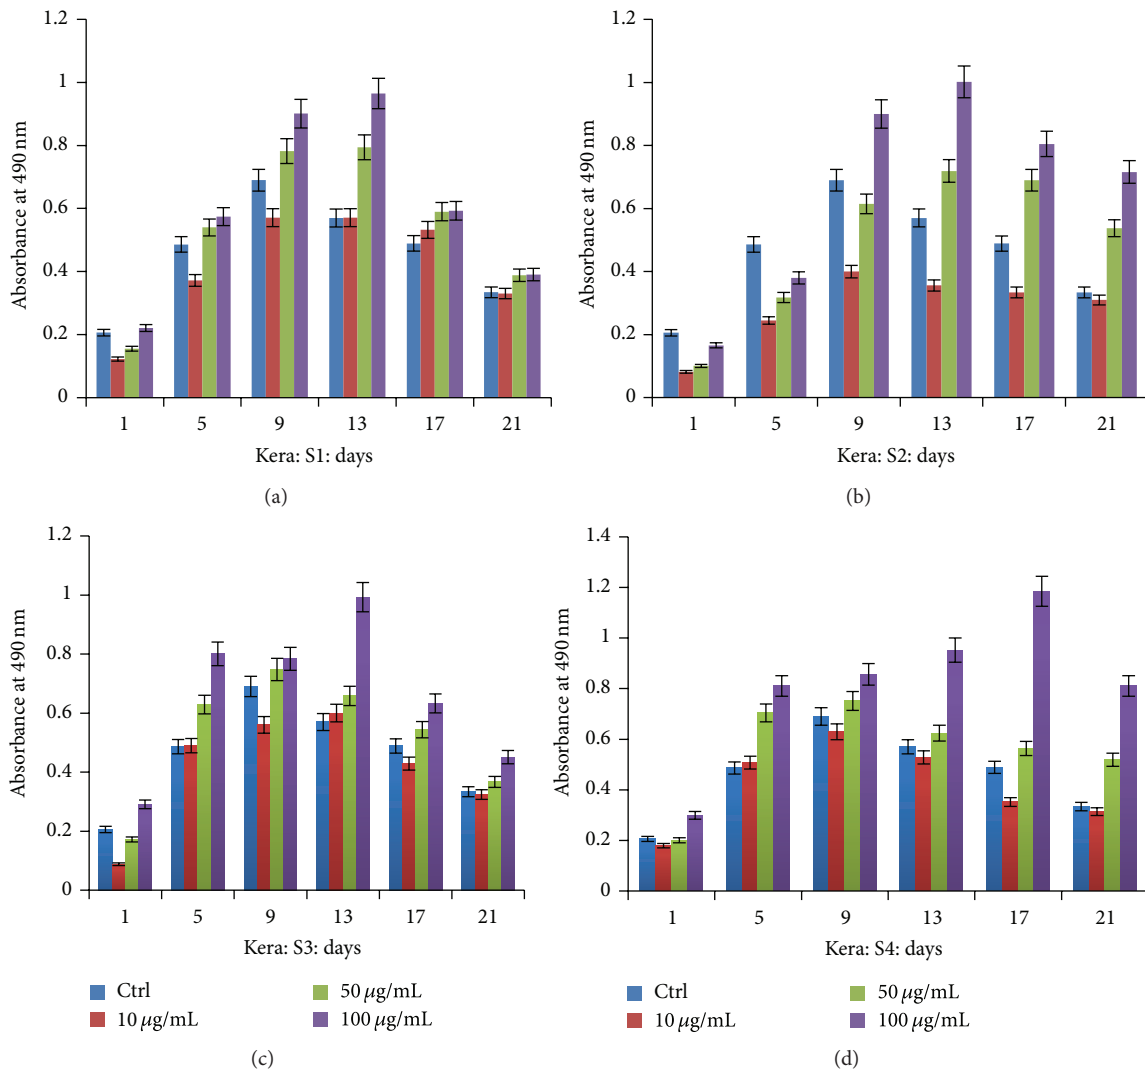 1.2
1
0.8
0.6
0.4
0.2
0
Absorbance at 490 nm
1 5 9 13 17 21
Kera: S1: days
(a)
1.2
1
0.8
0.6
0.4
0.2
0
Absorbance at 490 nm
1 5 9 13 17 21
Kera: S2: days
(b)
1.2
1
0.8
0.6
0.4
0.2
0
Absorbance at 490 nm
1 5 9 13 17 21
Kera: S3: days
Ctrl
10 μg/mL
50 μg/mL
100 μg/mL
(c)
1.4
1.2
1
0.8
0.6
0.4
0.2
0
Absorbance at 490 nm
1 5 9 13 17 21
Kera: S4: days
Ctrl
10 μg/mL
50 μg/mL
100 μg/mL
(d)